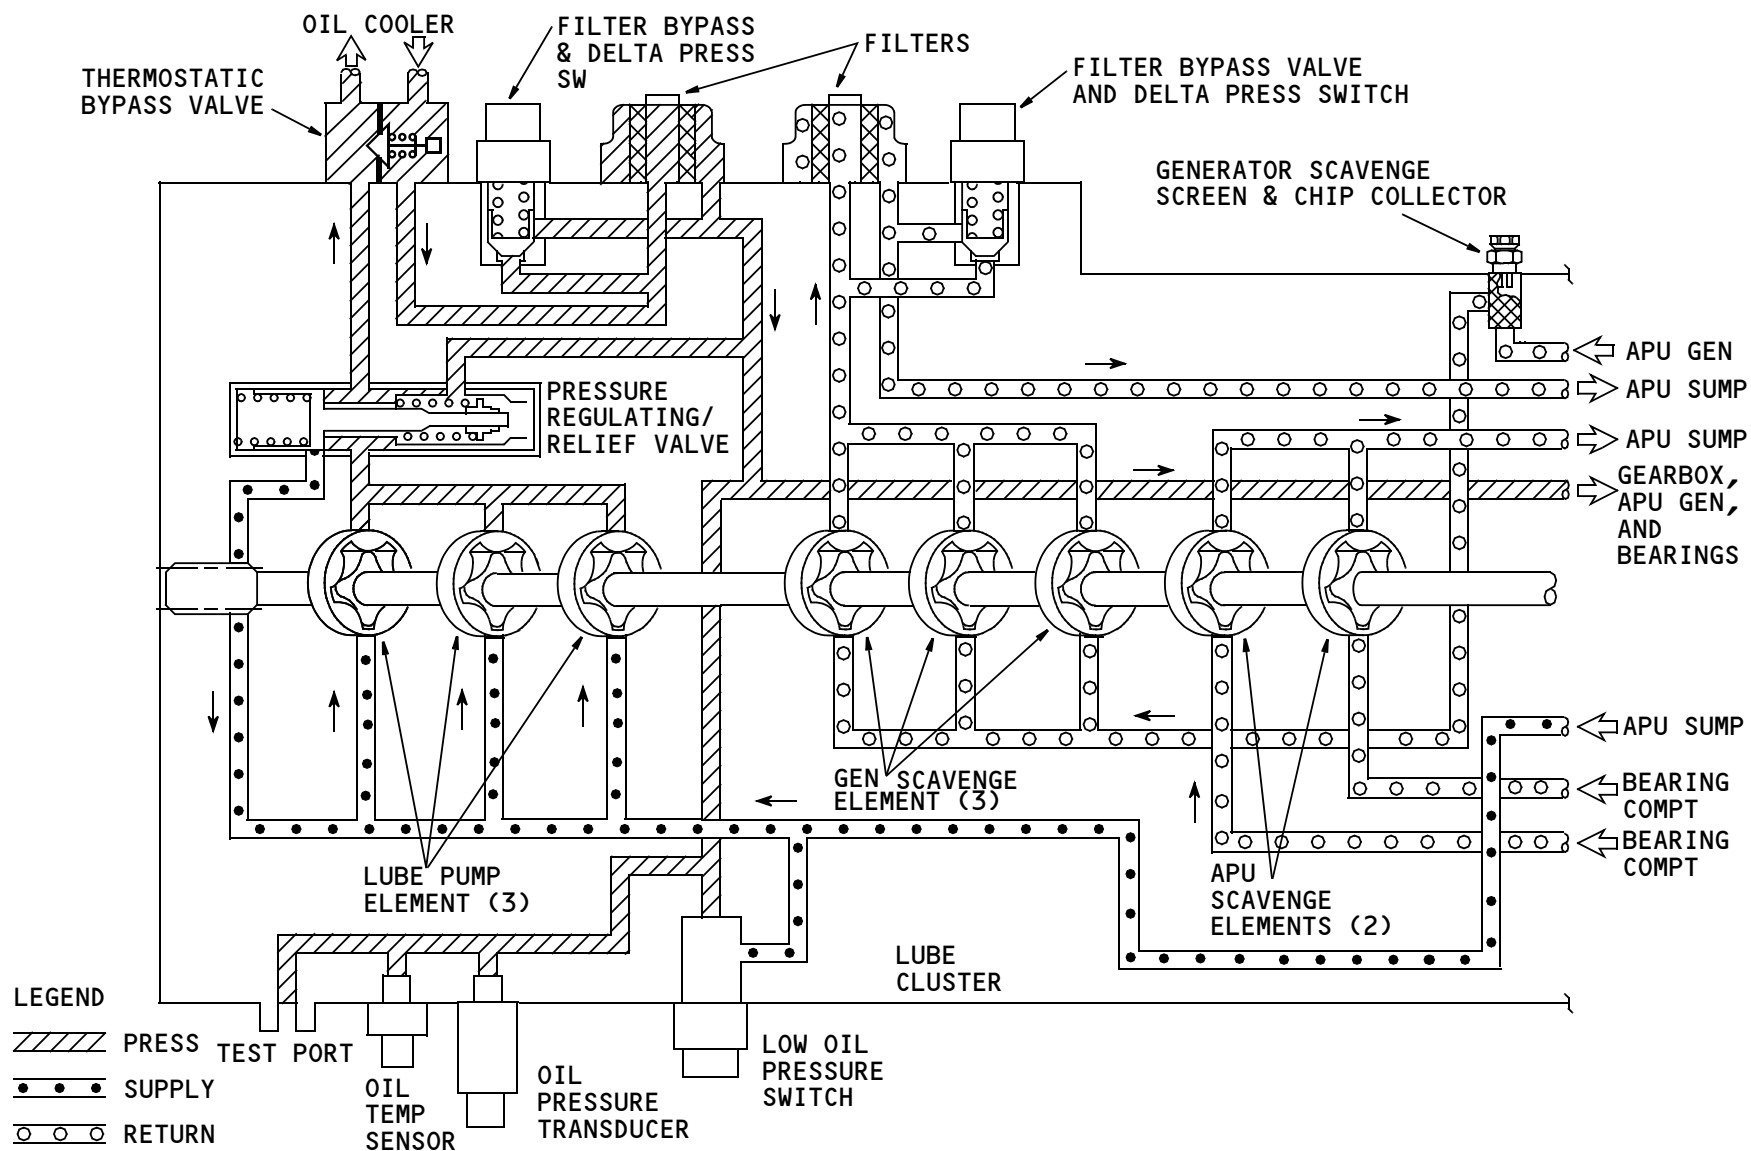 OIL COOLER
THERMOSTATIC
BYPASS VALVE
FILTER BYPASS
& DELTA PRESS
SW
FILTERS
FILTER BYPASS VALVE
AND DELTA PRESS SWITCH
GENERATOR SCAVENGE
SCREEN & CHIP COLLECTOR
APU GEN
APU SUMP
APU SUMP
GEARBOX,
APU GEN,
AND
BEARINGS
PRESSURE
REGULATING/
RELIEF VALVE
APU SUMP
BEARING
COMPT
BEARING
COMPT
GEN SCAVENGE
ELEMENT (3)
LUBE PUMP
ELEMENT (3)
APU
SCAVENGE
ELEMENTS (2)
LUBE
CLUSTER
LEGEND
PRESS
SUPPLY
RETURN
TEST PORT
OIL
TEMP
SENSOR
OIL
PRESSURE
TRANSDUCER
LOW OIL
PRESSURE
SWITCH